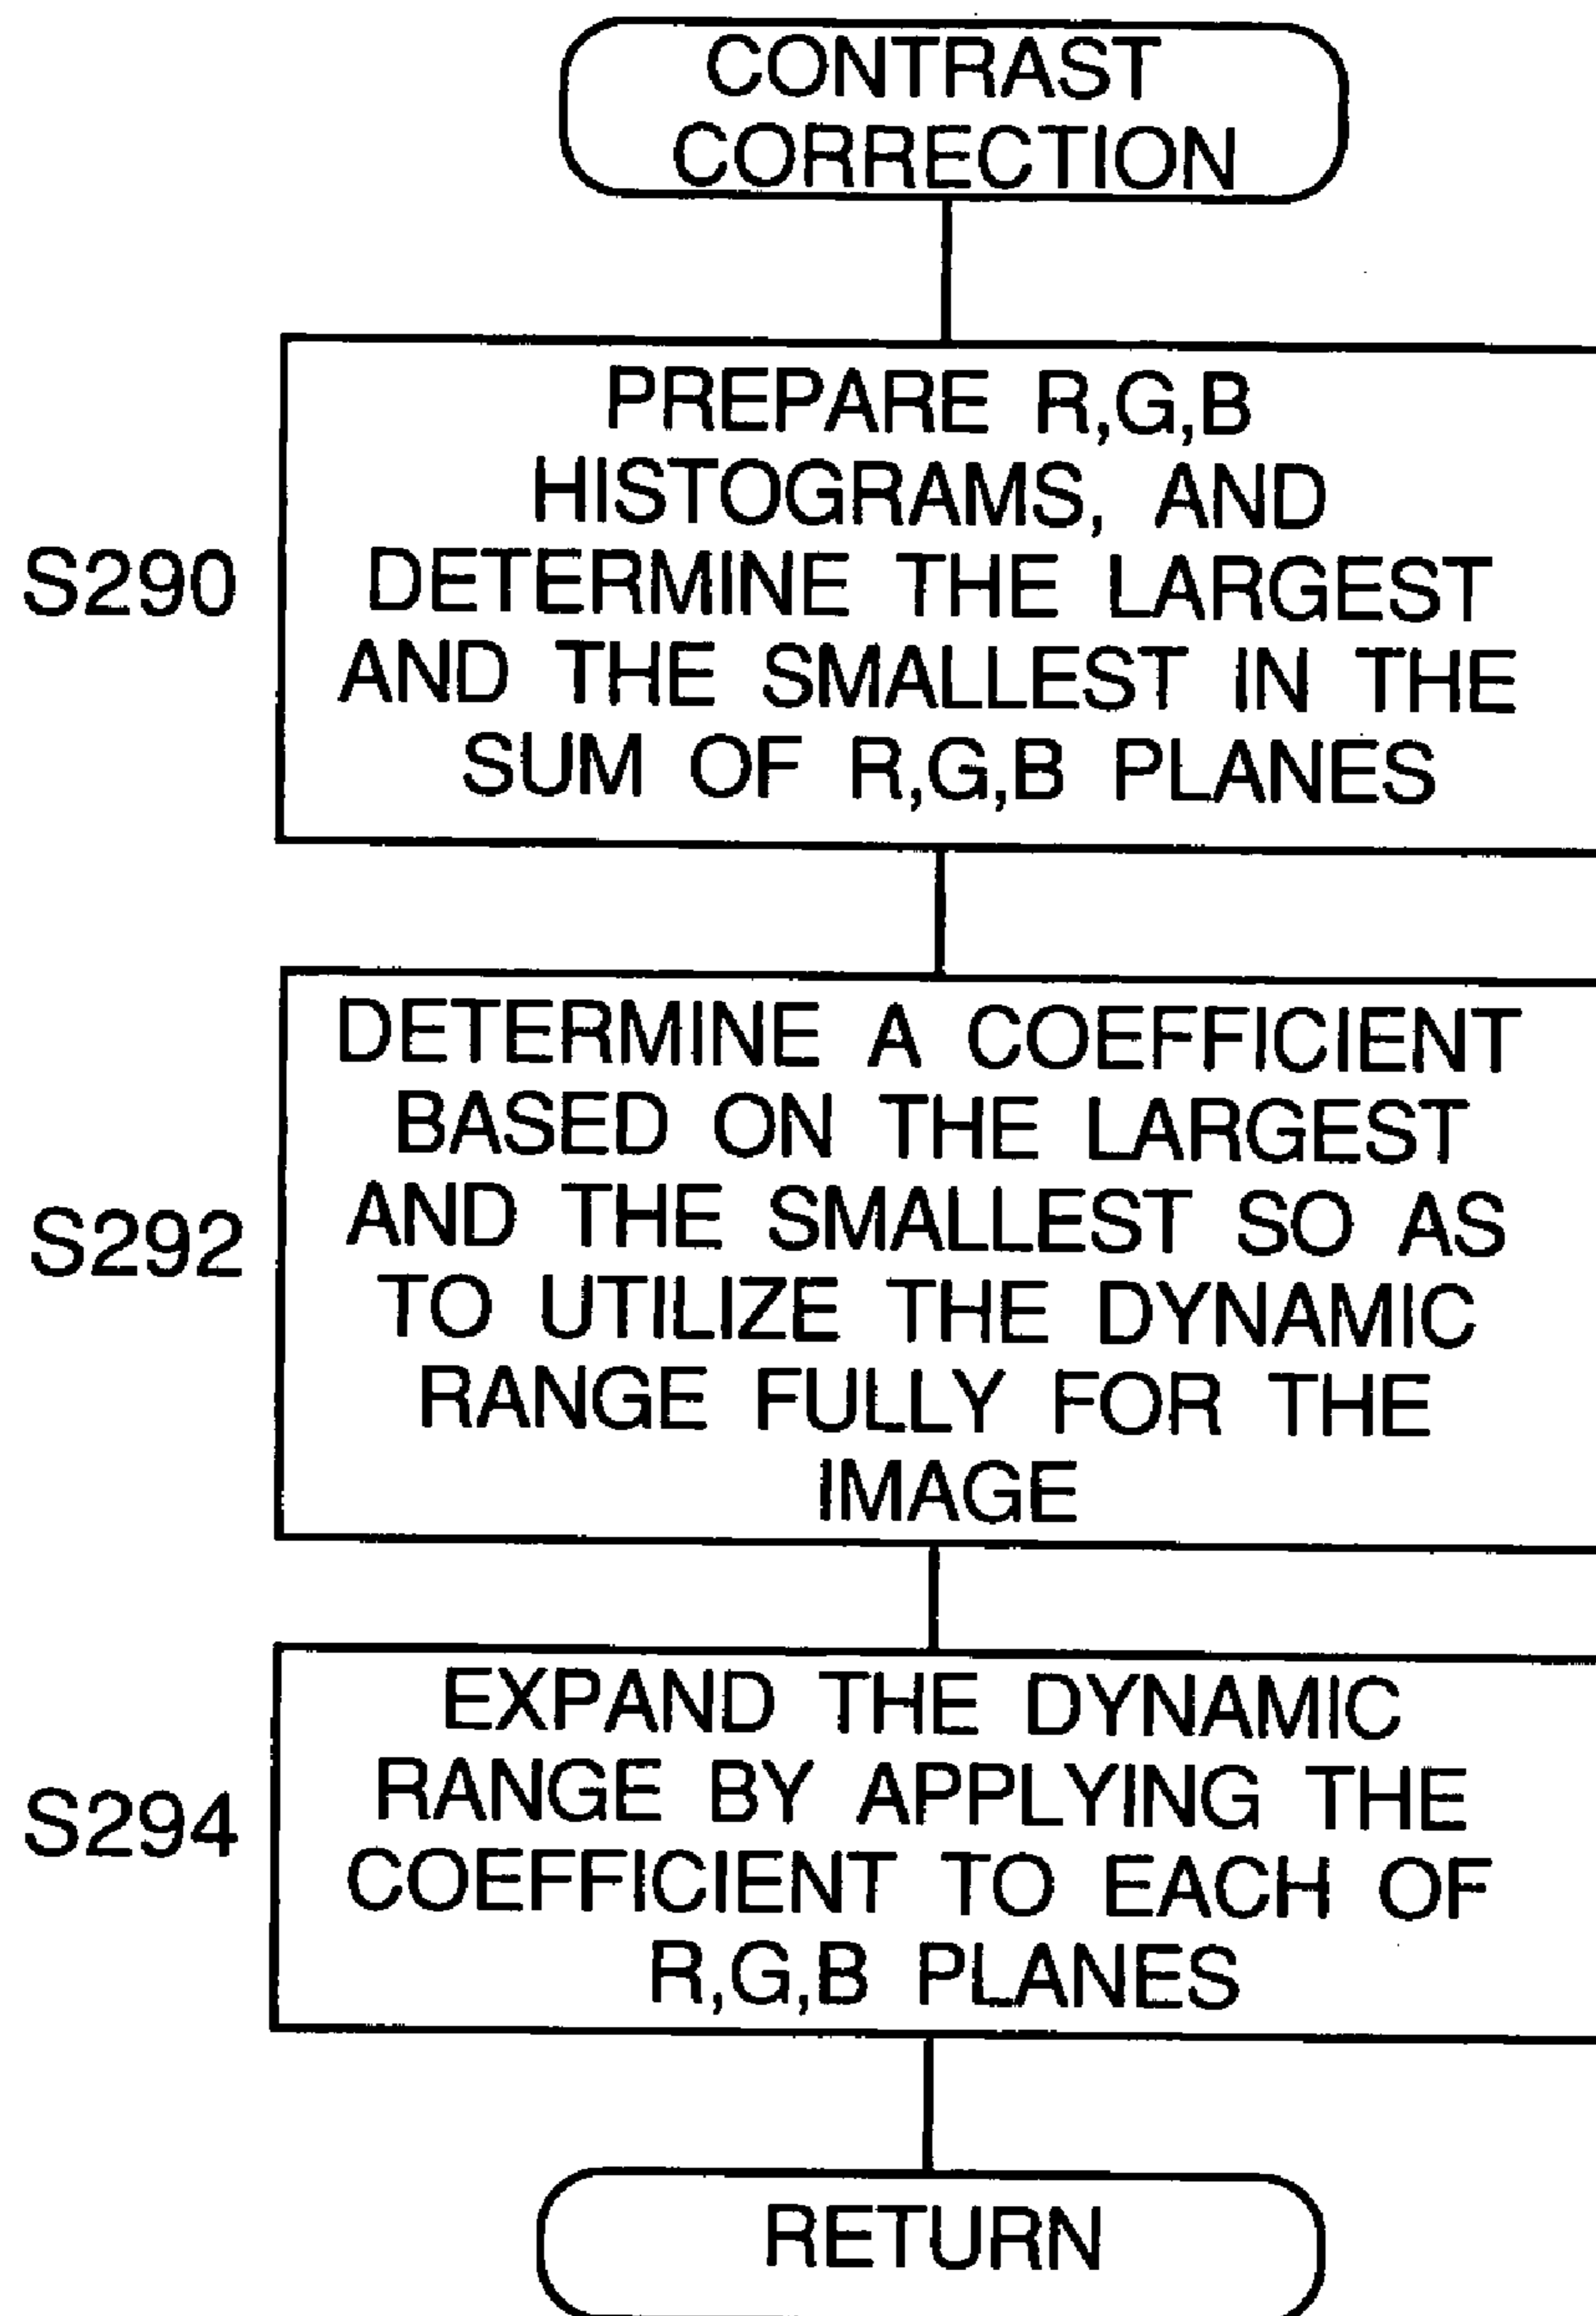 CONTRAST
CORRECTION
S290
PREPARE R,G,B
HISTOGRAMS, AND
DETERMINE THE LARGEST
AND THE SMALLEST IN THE
SUM OF R,G,B PLANES
S292
DETERMINE A COEFFICIENT
BASED ON THE LARGEST
AND THE SMALLEST SO AS
TO UTILIZE THE DYNAMIC
RANGE FULLY FOR THE
IMAGE
S294
EXPAND THE DYNAMIC
RANGE BY APPLYING THE
COEFFICIENT TO EACH OF
R,G,B PLANES
RETURN